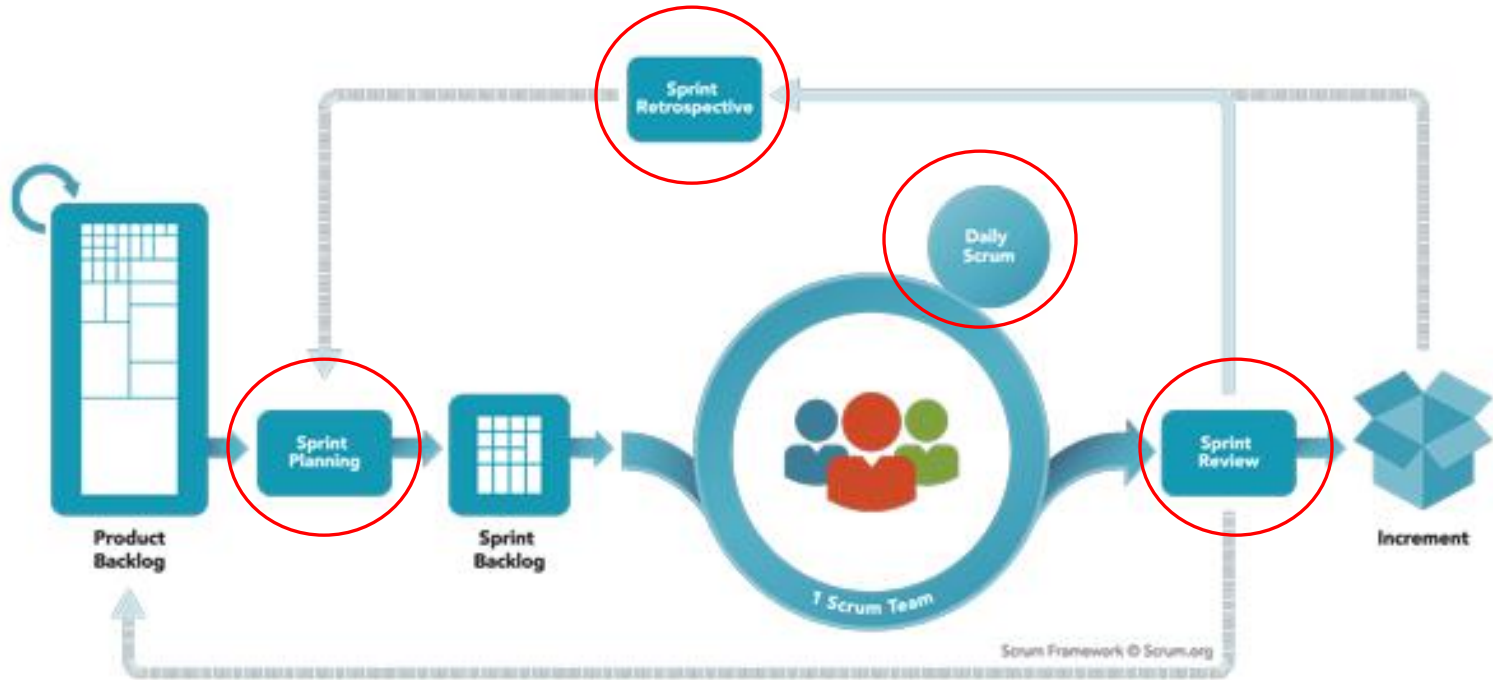 Sprint
Retrospective
Daily
Scrum
Sprint
Planning
Sprint
Review
Product
Backlog
Sprint
Backlog
1 Scrum Team
Increment
Scrum Framework © Scrum.org